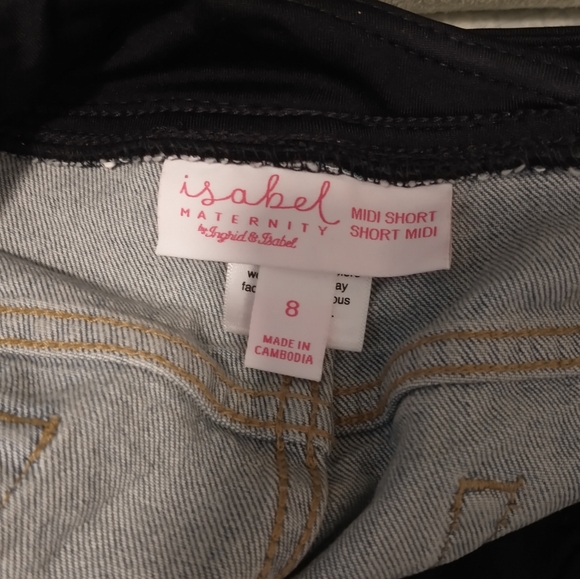 isabel
MATERNITY
by Ingrid & Isabel
MIDI SHORT
SHORT MIDI
8
MADE IN
CAMBODIA